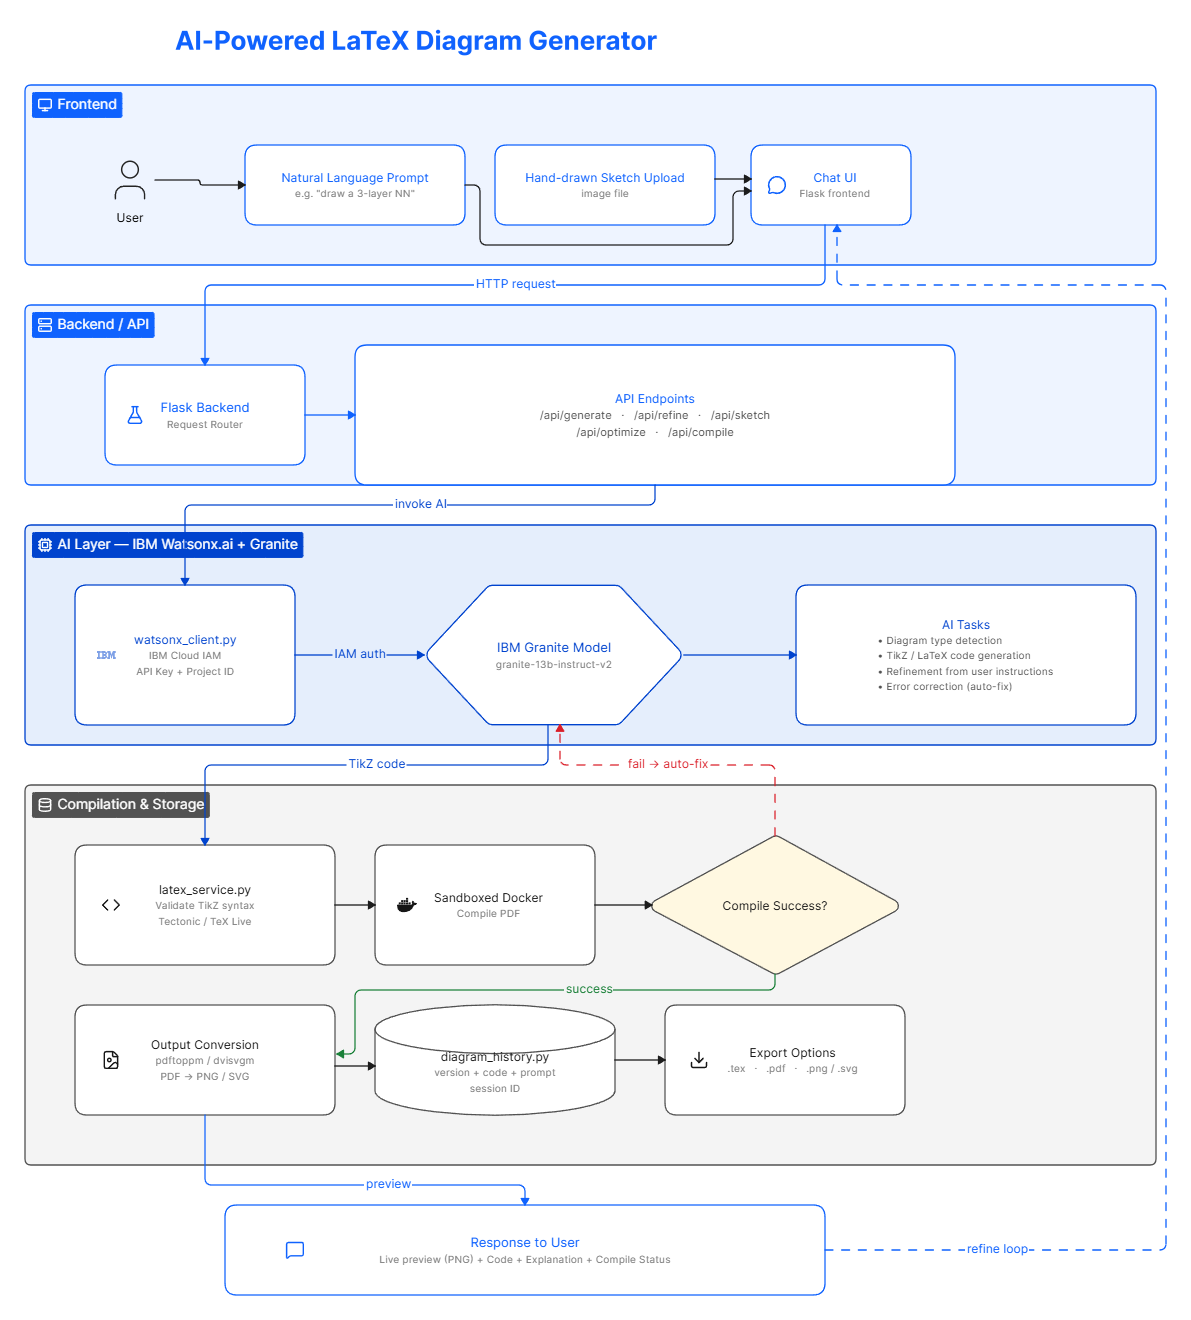 AI-Powered LaTeX Diagram Generator
Frontend
User
Natural Language Prompt
e.g. "draw a 3-layer NN"
Hand-drawn Sketch Upload
image file
Chat UI
Flask frontend
HTTP request
Backend / API
Flask Backend
Request Router
API Endpoints
/api/generate · /api/refine · /api/sketch
/api/optimize · /api/compile
invoke AI
AI Layer — IBM Watsonx.ai + Granite
IBM
watsonx_client.py
IBM Cloud IAM
API Key + Project ID
IAM auth
IBM Granite Model
granite-13b-instruct-v2
AI Tasks
• Diagram type detection
• TikZ / LaTeX code generation
• Refinement from user instructions
• Error correction (auto-fix)
TikZ code
fail → auto-fix
Compilation & Storage
latex_service.py
Validate TikZ syntax
Tectonic / TeX Live
Sandboxed Docker
Compile PDF
Compile Success?
success
Output Conversion
pdftoppm / dvisvgm
PDF → PNG / SVG
diagram_history.py
version + code + prompt
session ID
Export Options
.tex · .pdf · .png / .svg
preview
Response to User
Live preview (PNG) + Code + Explanation + Compile Status
refine loop